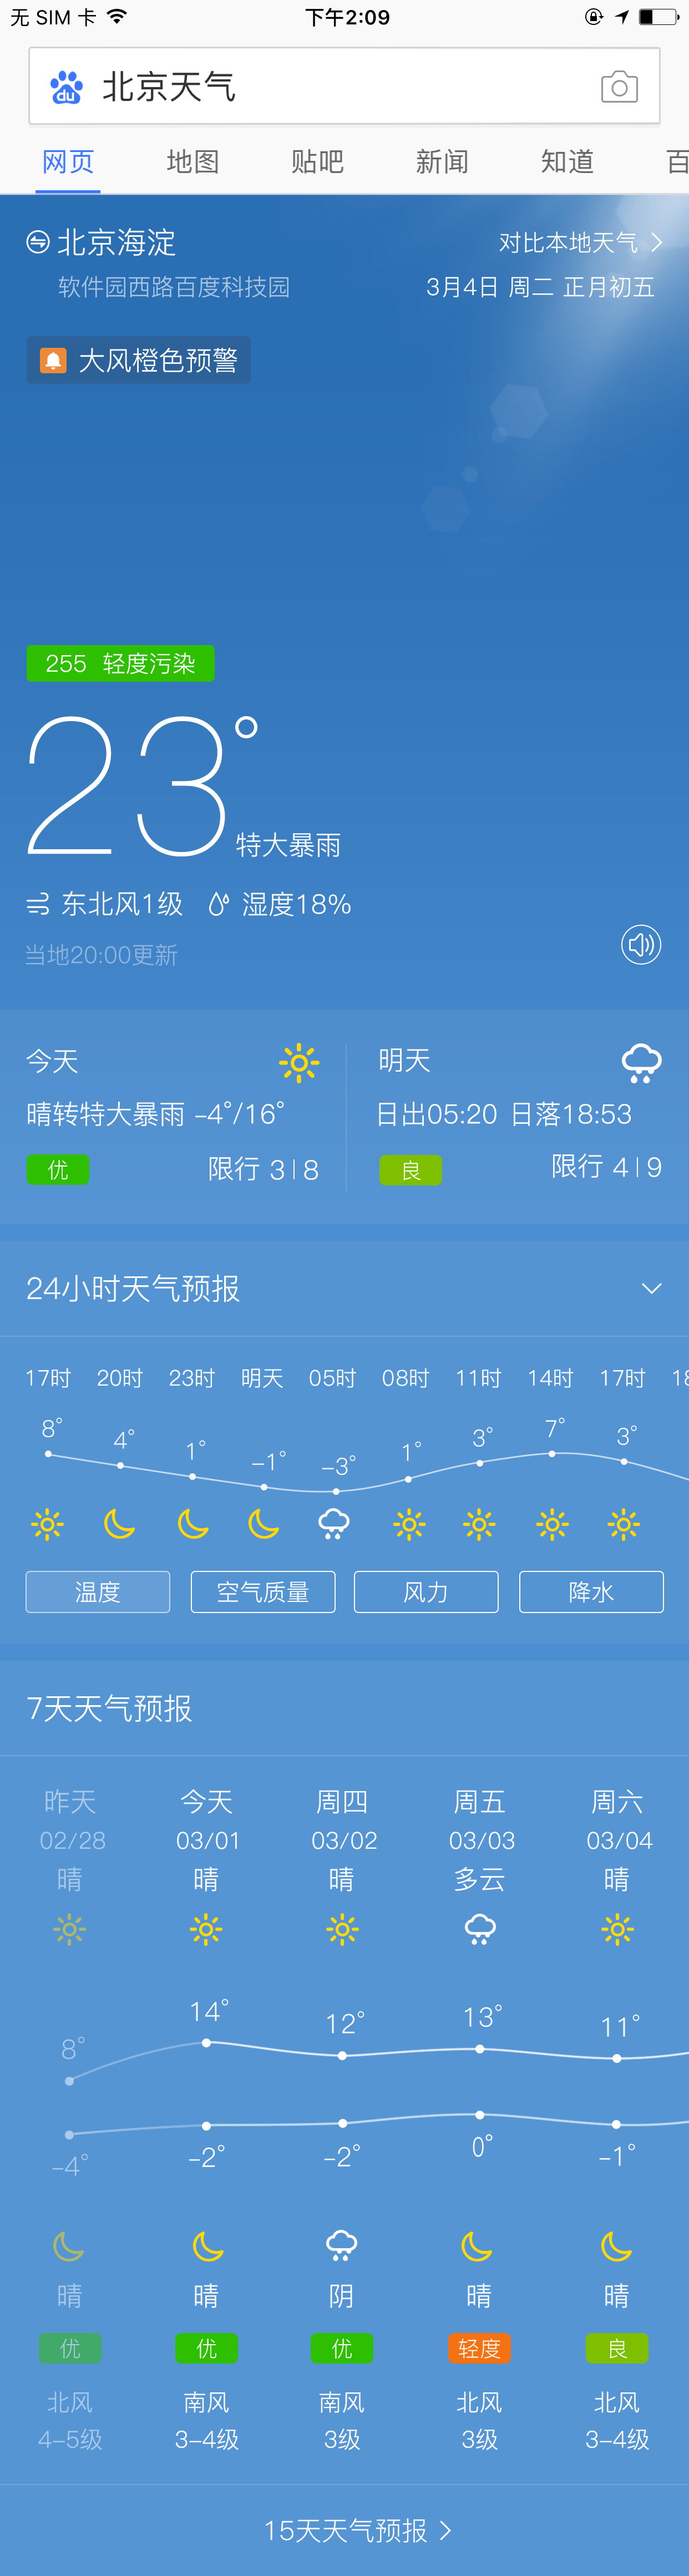 无 SIM 卡 下午2:09
du 北京天气
网页 地图 贴吧 新闻 知道 百
北京海淀 对比本地天气
软件园西路百度科技园 3月4日 周二 正月初五
大风橙色预警
255 轻度污染
23° 特大暴雨
东北风1级 湿度18%
当地20:00更新
今天 明天
晴转特大暴雨 -4°/16° 日出05:20 日落18:53
优 限行 3|8 良 限行 4|9
24小时天气预报
17时 20时 23时 明天 05时 08时 11时 14时 17时 18
8° 4° 1° -1° -3° 1° 3° 7° 3°
温度 空气质量 风力 降水
7天天气预报
昨天 今天 周四 周五 周六
02/28 03/01 03/02 03/03 03/04
晴 晴 晴 多云 晴
8° 14° 12° 13° 11°
-4° -2° -2° 0° -1°
晴 晴 阴 晴 晴
优 优 优 轻度 良
北风 南风 南风 北风 北风
4-5级 3-4级 3级 3级 3-4级
15天天气预报